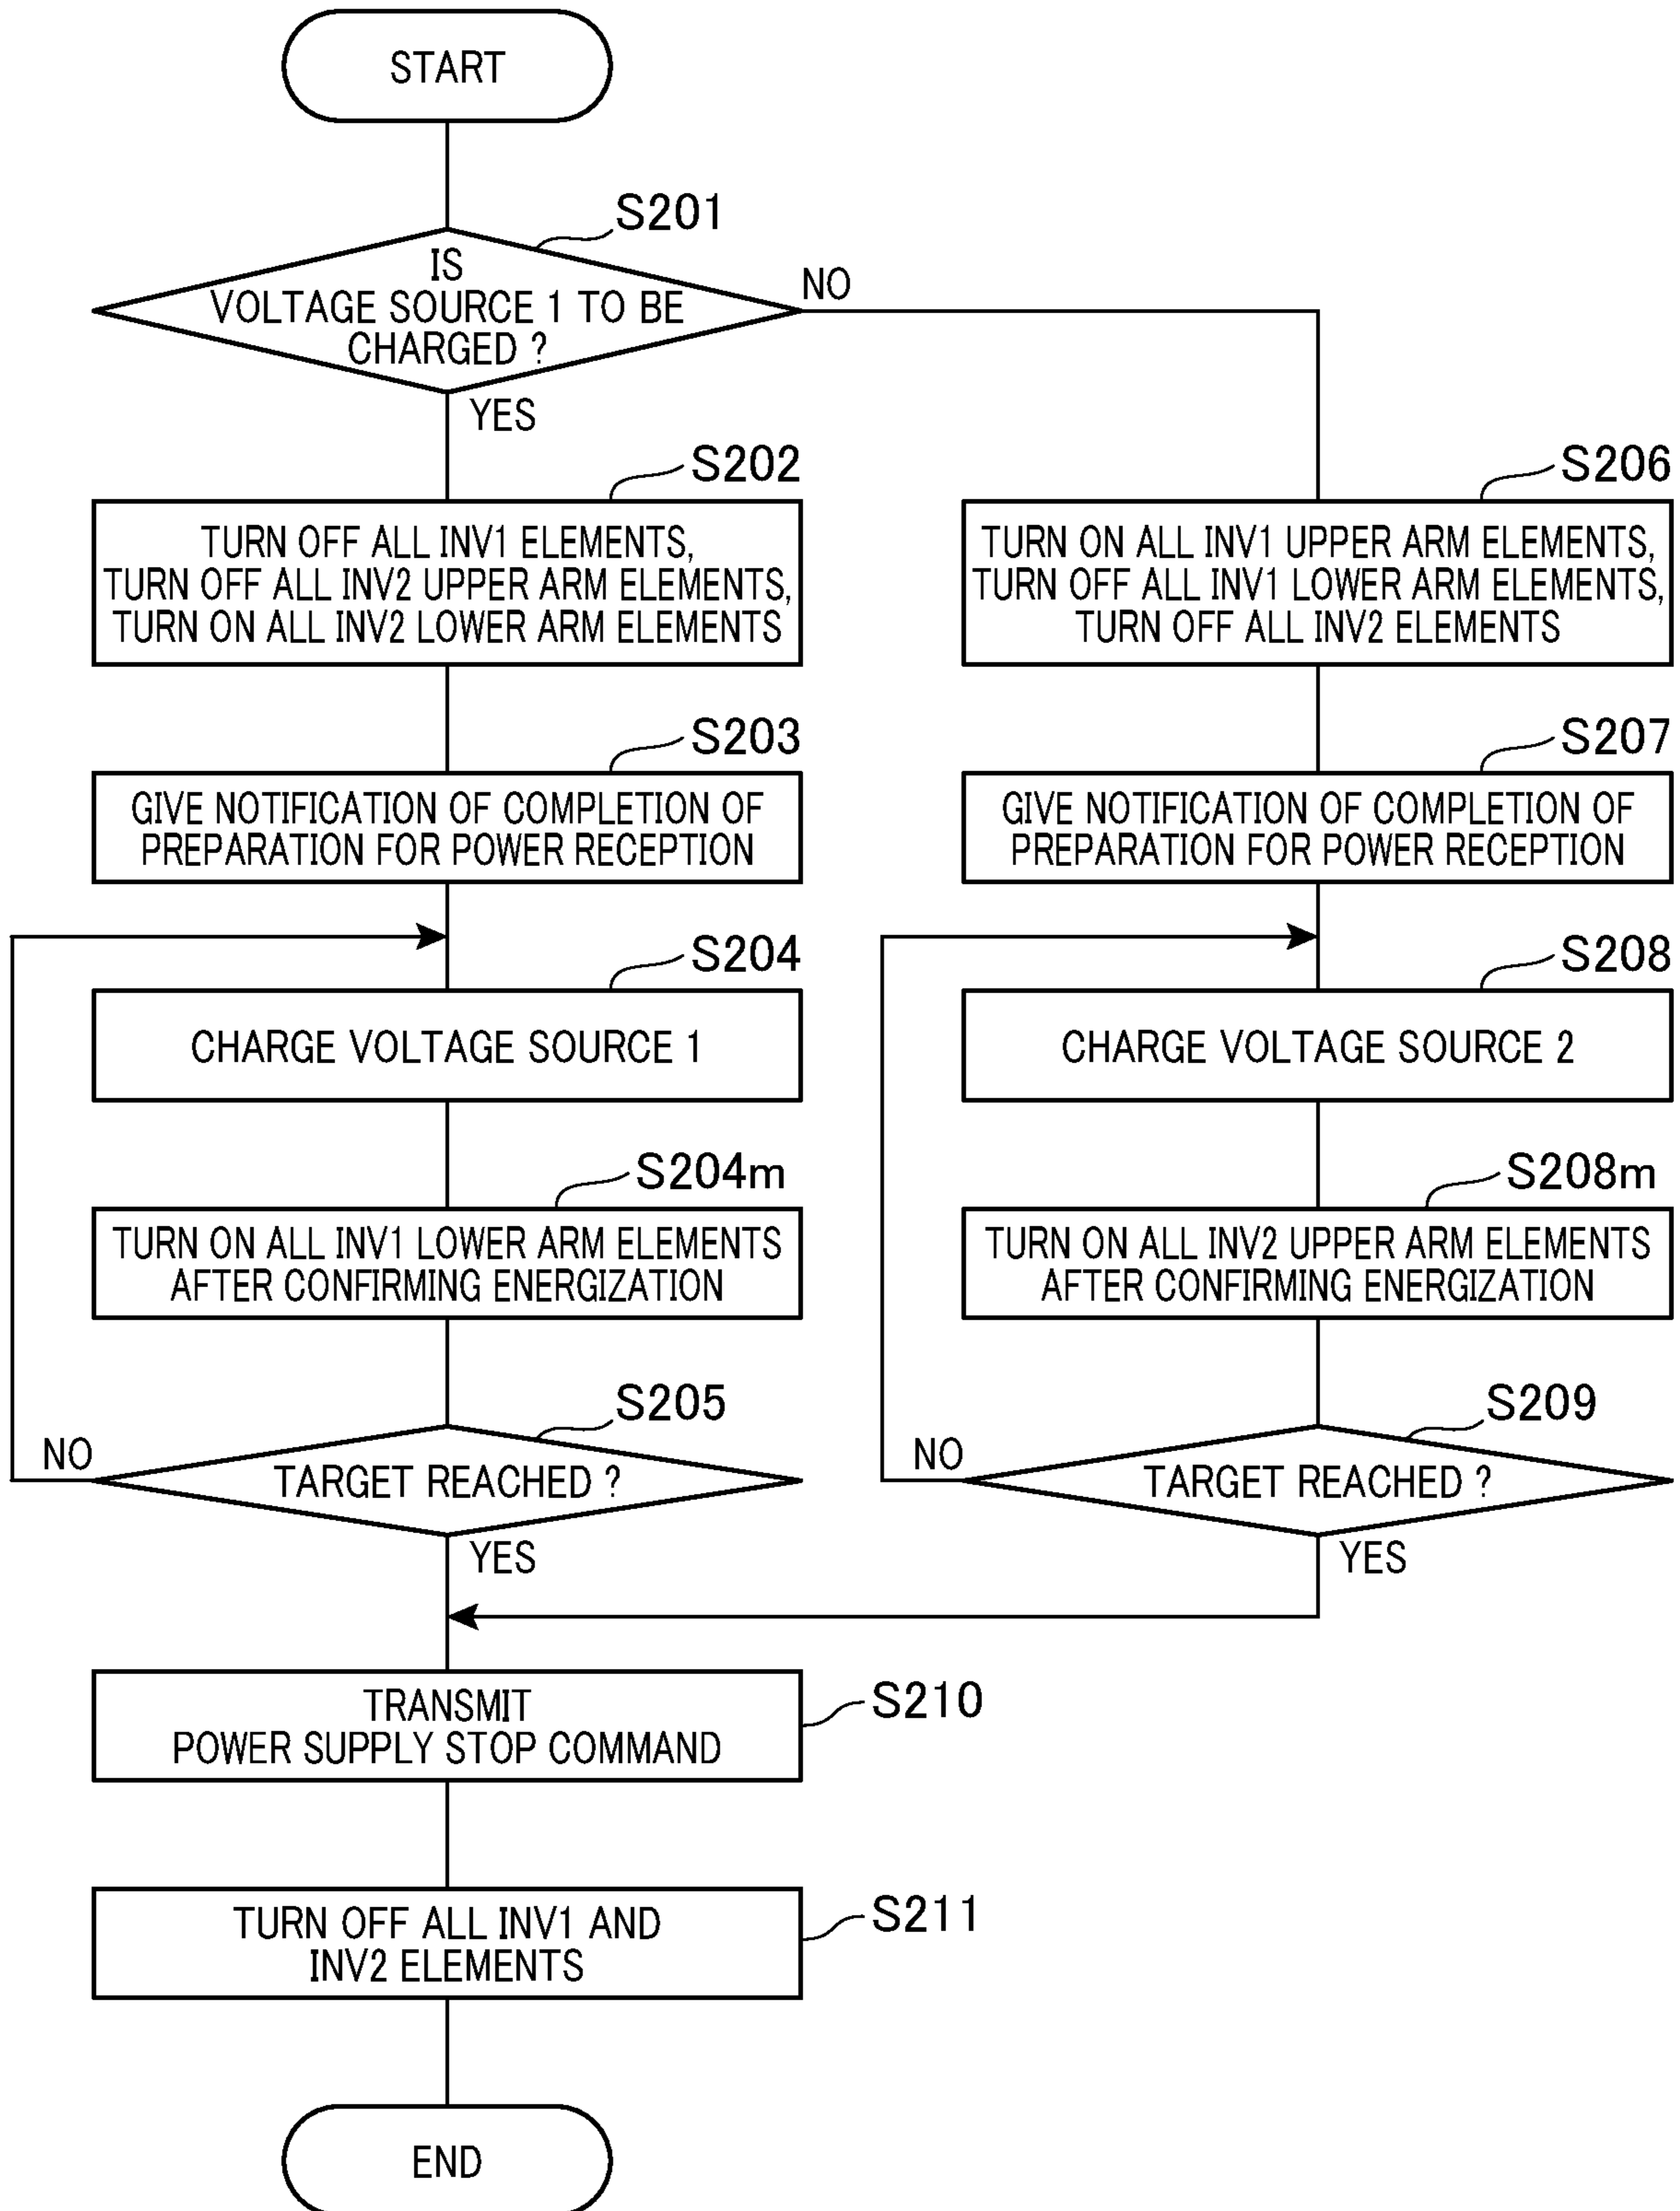 START
S201
IS
VOLTAGE SOURCE 1 TO BE
CHARGED ?
NO
YES
S202
TURN OFF ALL INV1 ELEMENTS,
TURN OFF ALL INV2 UPPER ARM ELEMENTS,
TURN ON ALL INV2 LOWER ARM ELEMENTS
S206
TURN ON ALL INV1 UPPER ARM ELEMENTS,
TURN OFF ALL INV1 LOWER ARM ELEMENTS,
TURN OFF ALL INV2 ELEMENTS
S203
GIVE NOTIFICATION OF COMPLETION OF
PREPARATION FOR POWER RECEPTION
S207
GIVE NOTIFICATION OF COMPLETION OF
PREPARATION FOR POWER RECEPTION
S204
CHARGE VOLTAGE SOURCE 1
S208
CHARGE VOLTAGE SOURCE 2
S204m
TURN ON ALL INV1 LOWER ARM ELEMENTS
AFTER CONFIRMING ENERGIZATION
S208m
TURN ON ALL INV2 UPPER ARM ELEMENTS
AFTER CONFIRMING ENERGIZATION
S205
NO
TARGET REACHED ?
YES
S209
NO
TARGET REACHED ?
YES
TRANSMIT
POWER SUPPLY STOP COMMAND
S210
TURN OFF ALL INV1 AND
INV2 ELEMENTS
S211
END